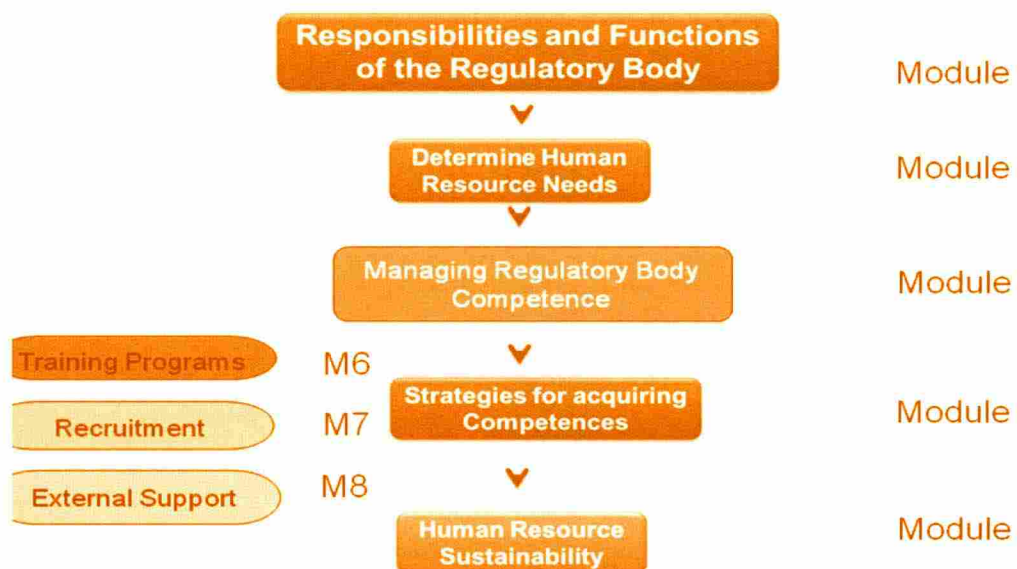 Responsibilities and Functions
of the Regulatory Body
Module
Determine Human
Resource Needs
Module
Managing Regulatory Body
Competence
Module
Training Programs
M6
Strategies for acquiring
Competences
Module
Recruitment
M7
External Support
M8
Human Resource
Sustainability
Module